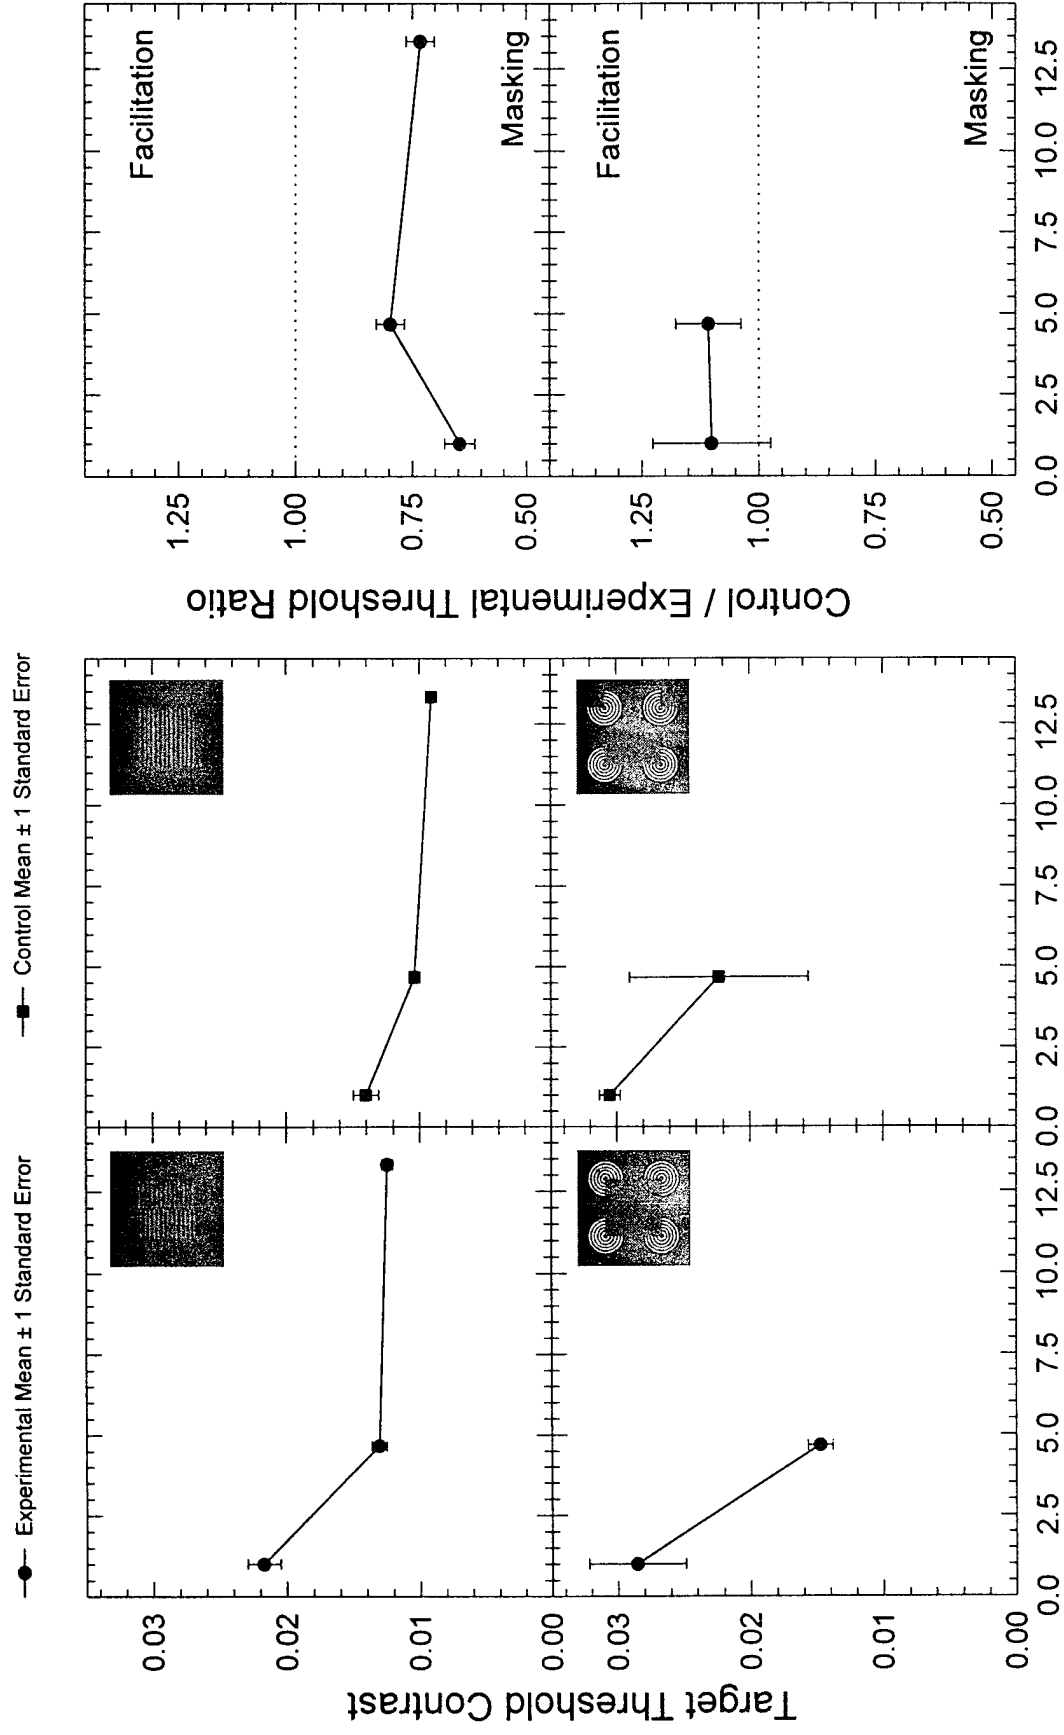 Experimental Mean ± 1 Standard Error
Control Mean ± 1 Standard Error
Target Threshold Contrast
0.03
0.02
0.01
0.00
0.03
0.02
0.01
0.00
0.0 2.5 5.0 7.5 10.0 12.5
0.0 2.5 5.0 7.5 10.0 12.5
Control / Experimental Threshold Ratio
1.25
1.00
0.75
0.50
Facilitation
Masking
1.25
1.00
0.75
0.50
Facilitation
Masking
0.0 2.5 5.0 7.5 10.0 12.5